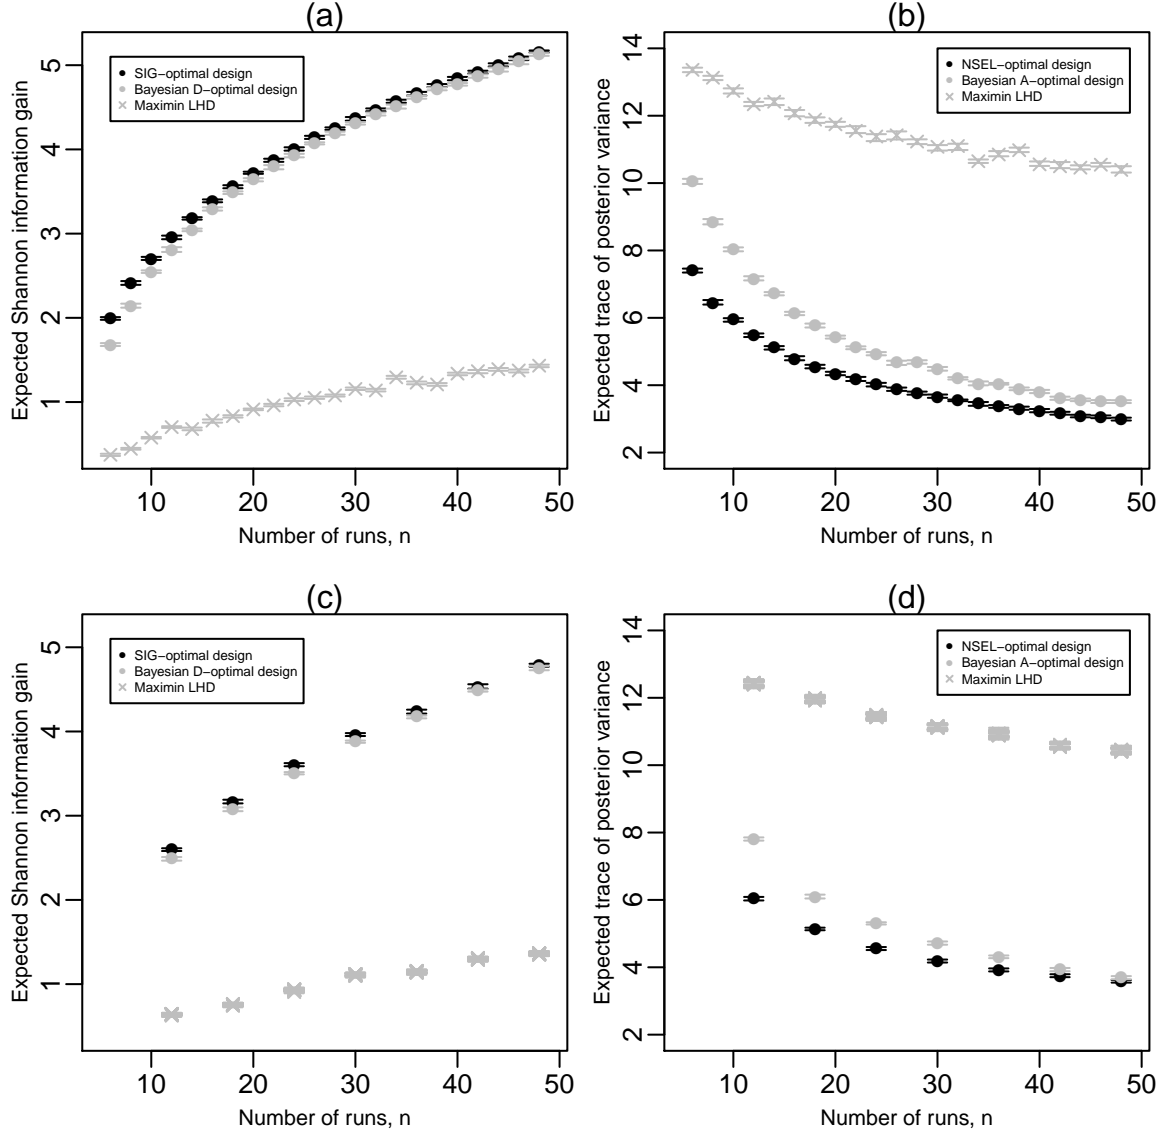 (a)
Expected Shannon information gain
5
4
3
2
1
SIG−optimal design
Bayesian D−optimal design
Maximin LHD
10 20 30 40 50
Number of runs, n
(b)
Expected trace of posterior variance
14
12
10
8
6
4
2
NSEL−optimal design
Bayesian A−optimal design
Maximin LHD
10 20 30 40 50
Number of runs, n
(c)
Expected Shannon information gain
5
4
3
2
1
SIG−optimal design
Bayesian D−optimal design
Maximin LHD
10 20 30 40 50
Number of runs, n
(d)
Expected trace of posterior variance
14
12
10
8
6
4
2
NSEL−optimal design
Bayesian A−optimal design
Maximin LHD
10 20 30 40 50
Number of runs, n